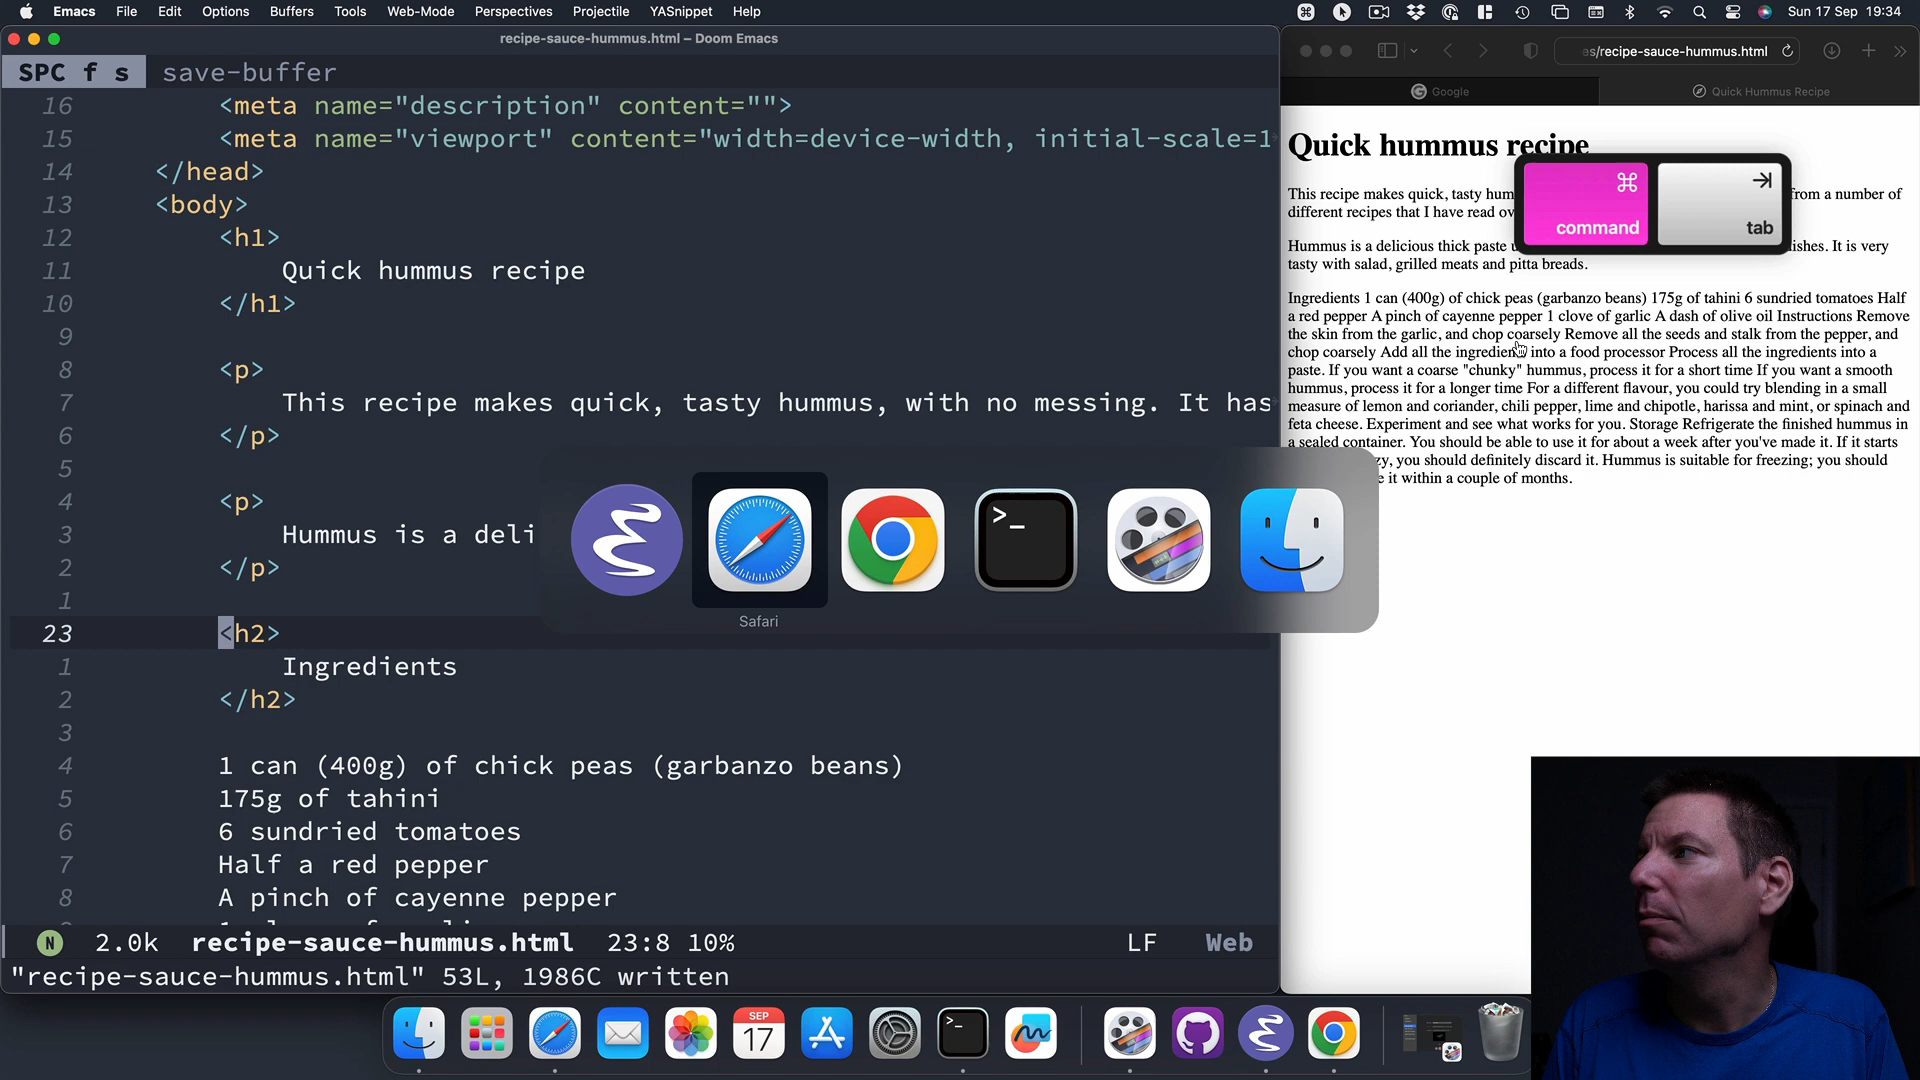 Emacs File Edit Options Buffers Tools Web-Mode Perspectives Projectile YASnippet Help
Sun 17 Sep 19:34
recipe-sauce-hummus.html – Doom Emacs
SPC f s save-buffer
16 <meta name="description" content="">
15 <meta name="viewport" content="width=device-width, initial-scale=1
14 </head>
13 <body>
12 <h1>
11 Quick hummus recipe
10 </h1>
9
8 <p>
7 This recipe makes quick, tasty hummus, with no messing. It has
6 </p>
5
4 <p>
3 Hummus is a deli
2 </p>
1
23 <h2>
1 Ingredients
2 </h2>
3
4 1 can (400g) of chick peas (garbanzo beans)
5 175g of tahini
6 6 sundried tomatoes
7 Half a red pepper
8 A pinch of cayenne pepper
N 2.0k recipe-sauce-hummus.html 23:8 10% LF Web
"recipe-sauce-hummus.html" 53L, 1986C written
es/recipe-sauce-hummus.html
Google
Quick Hummus Recipe
Quick hummus recipe
This recipe makes quick, tasty hum from a number of
different recipes that I have read ov
Hummus is a delicious thick paste ishes. It is very
tasty with salad, grilled meats and pitta breads.
Ingredients 1 can (400g) of chick peas (garbanzo beans) 175g of tahini 6 sundried tomatoes Half
a red pepper A pinch of cayenne pepper 1 clove of garlic A dash of olive oil Instructions Remove
the skin from the garlic, and chop coarsely Remove all the seeds and stalk from the pepper, and
chop coarsely Add all the ingredients into a food processor Process all the ingredients into a
paste. If you want a coarse "chunky" hummus, process it for a short time If you want a smooth
hummus, process it for a longer time For a different flavour, you could try blending in a small
measure of lemon and coriander, chili pepper, lime and chipotle, harissa and mint, or spinach and
feta cheese. Experiment and see what works for you. Storage Refrigerate the finished hummus in
a sealed container. You should be able to use it for about a week after you've made it. If it starts
zy, you should definitely discard it. Hummus is suitable for freezing; you should
e it within a couple of months.
⌘ command
⇥ tab
>_
Safari
SEP
17
>_